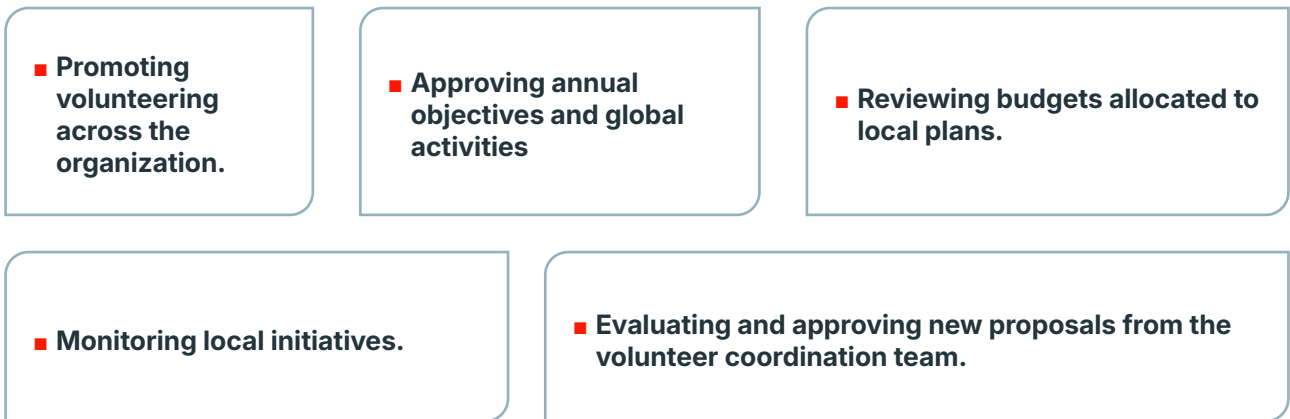 Promoting
volunteering
across the
organization.
Approving annual
objectives and global
activities
Reviewing budgets allocated to
local plans.
Monitoring local initiatives.
Evaluating and approving new proposals from the
volunteer coordination team.